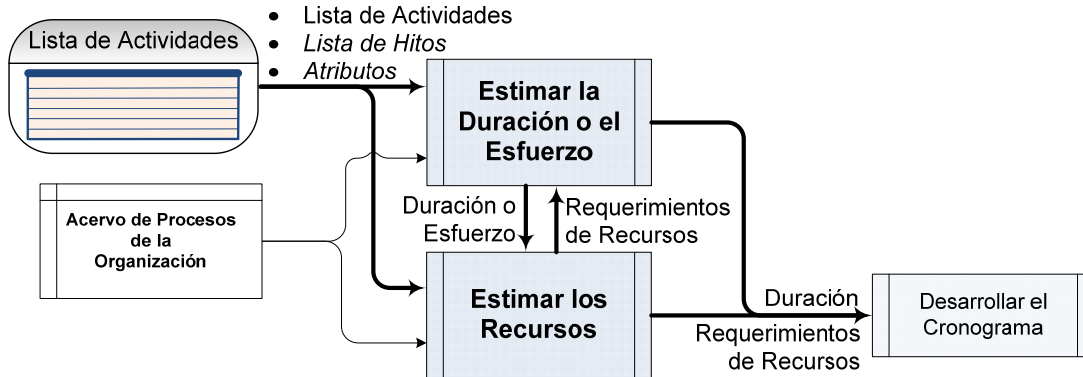 Lista de Actividades
• Lista de Actividades
• Lista de Hitos
• Atributos
Estimar la
Duración o el
Esfuerzo
Acervo de Procesos
de la
Organización
Duración o
Esfuerzo
Requerimientos
de Recursos
Estimar los
Recursos
Duración
Requerimientos
de Recursos
Desarrollar el
Cronograma